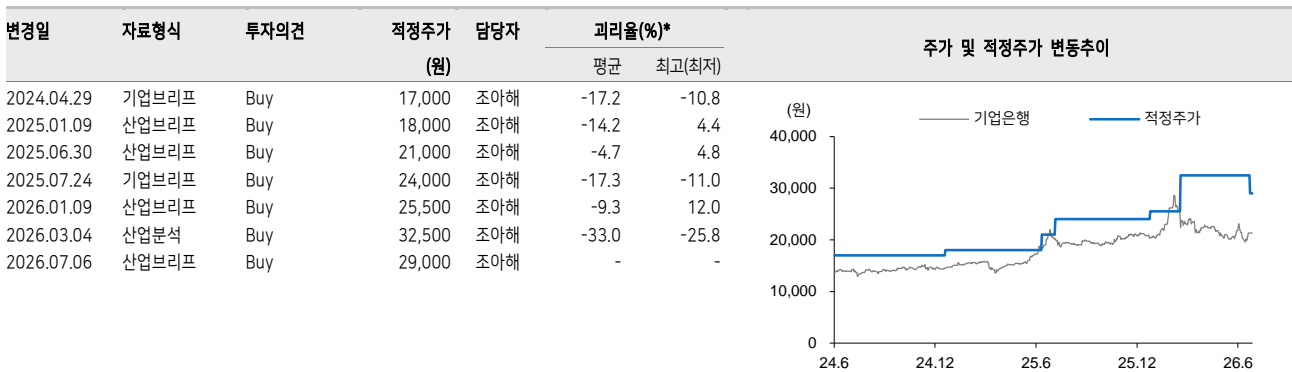 변경일 자료형식 투자의견 적정주가 담당자 괴리율(%)* 주가 및 적정주가 변동추이
(원) 평균 최고(최저)
2024.04.29 기업브리프 Buy 17,000 조아해 -17.2 -10.8
2025.01.09 산업브리프 Buy 18,000 조아해 -14.2 4.4
2025.06.30 산업브리프 Buy 21,000 조아해 -4.7 4.8
2025.07.24 기업브리프 Buy 24,000 조아해 -17.3 -11.0
2026.01.09 산업브리프 Buy 25,500 조아해 -9.3 12.0
2026.03.04 산업분석 Buy 32,500 조아해 -33.0 -25.8
2026.07.06 산업브리프 Buy 29,000 조아해 - -
(원) 기업은행 적정주가
40,000
30,000
20,000
10,000
0
24.6 24.12 25.6 25.12 26.6